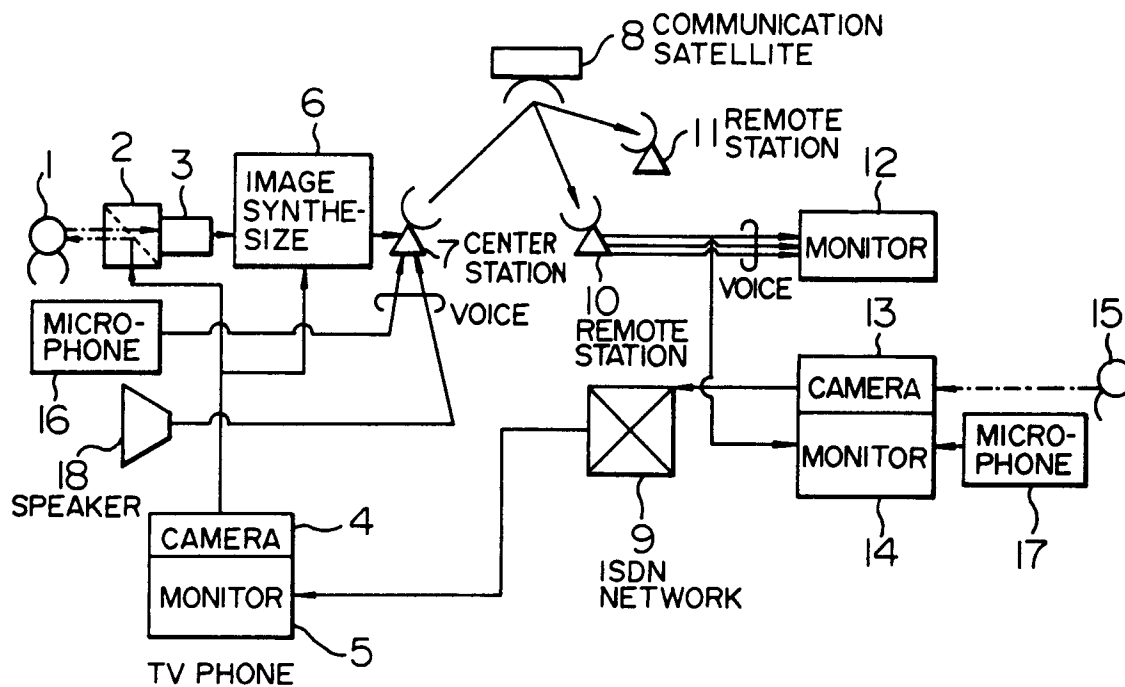 8 COMMUNICATION
SATELLITE
6
2
3
1
IMAGE
SYNTHE-
SIZE
11 REMOTE
STATION
12
MONITOR
7 CENTER
STATION
VOICE
VOICE
10
REMOTE
STATION
MICRO-
PHONE
16
13
15
CAMERA
MONITOR
MICRO-
PHONE
14
17
18
SPEAKER
9
ISDN
NETWORK
4
CAMERA
MONITOR
5
TV PHONE